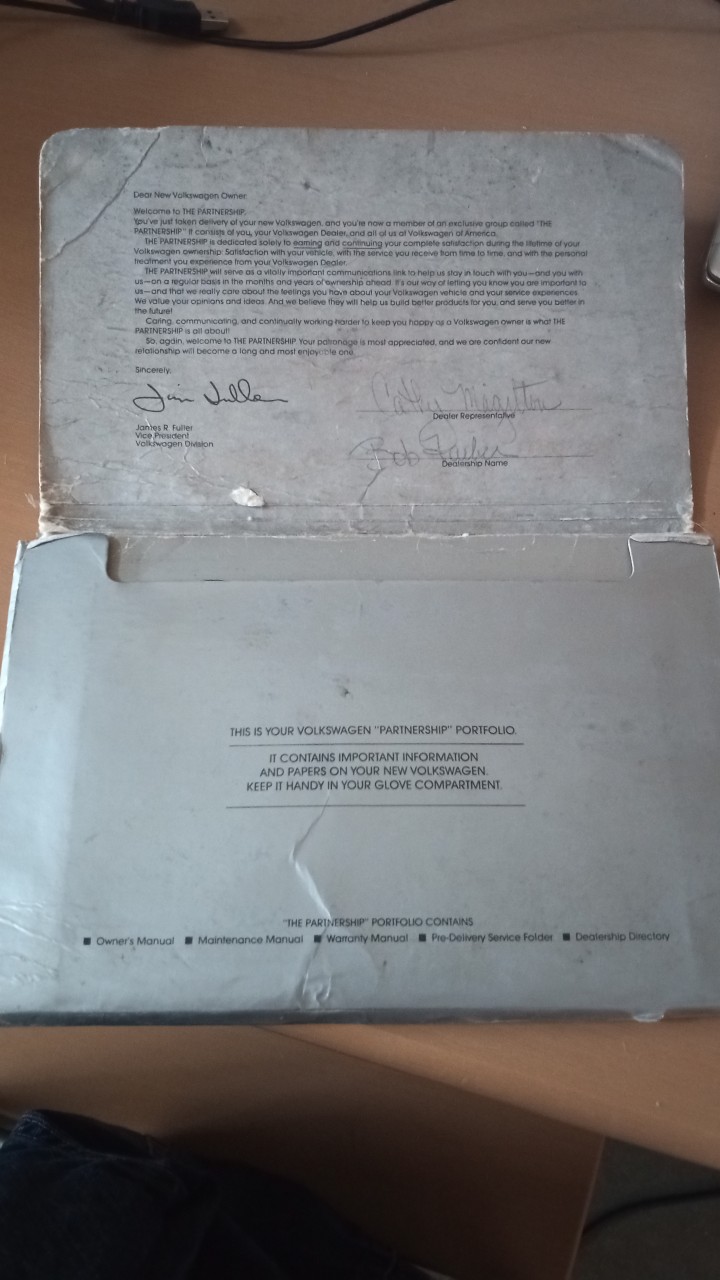 Dear New Volkswagen Owner:
Welcome to THE PARTNERSHIP.
You've just taken delivery of your new Volkswagen, and you're now a member of an exclusive group called "THE
PARTNERSHIP." It consists of you, your Volkswagen Dealer, and all of us at Volkswagen of America.
THE PARTNERSHIP is dedicated solely to earning and continuing your complete satisfaction during the lifetime of your
Volkswagen ownership. Satisfaction with your vehicle, with the service you receive from time to time, and with the personal
treatment you experience from your Volkswagen Dealer.
THE PARTNERSHIP will serve as a vitally important communications link to help us stay in touch with you—and you with
us—on a regular basis in the months and years of ownership ahead. It's our way of letting you know you are important to
us—and that we really care about the feelings you have about your Volkswagen vehicle and your service experiences.
We value your opinions and ideas. And we believe they will help us build better products for you, and serve you better in
the future!
Caring, communicating, and continually working harder to keep you happy as a Volkswagen owner is what THE
PARTNERSHIP is all about!
So, again, welcome to THE PARTNERSHIP. Your patronage is most appreciated, and we are confident our new
relationship will become a long and most enjoyable one.
Sincerely,
Jim Fuller
Cathy
Dealer Representative
James R. Fuller
Vice President
Volkswagen Division
Bob
Dealership Name
THIS IS YOUR VOLKSWAGEN "PARTNERSHIP" PORTFOLIO.
IT CONTAINS IMPORTANT INFORMATION
AND PAPERS ON YOUR NEW VOLKSWAGEN.
KEEP IT HANDY IN YOUR GLOVE COMPARTMENT.
"THE PARTNERSHIP" PORTFOLIO CONTAINS
■ Owner's Manual ■ Maintenance Manual ■ Warranty Manual ■ Pre-Delivery Service Folder ■ Dealership Directory